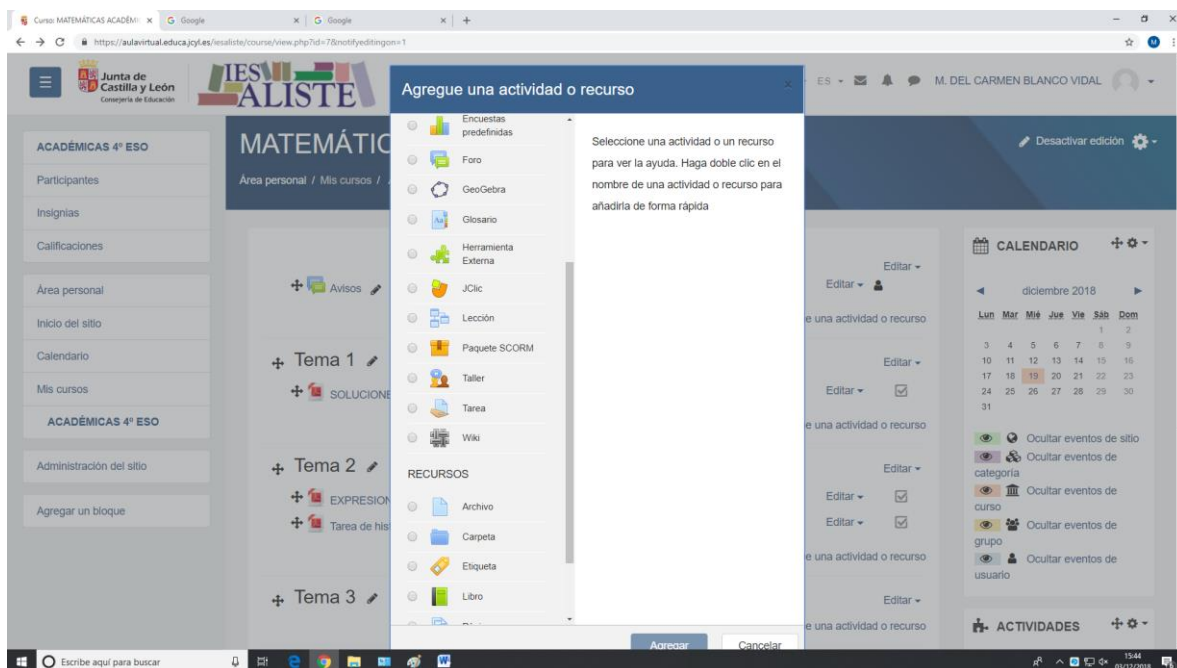 Curso: MATEMÁTICAS ACADÉMI
Google
Google
https://aulavirtual.educa.jcyl.es/iesaliste/course/view.php?id=7&notifyeditingon=1
Junta de
Castilla y León
Consejería de Educación
IES
ALISTE
ES
M. DEL CARMEN BLANCO VIDAL
ACADÉMICAS 4º ESO
Participantes
Insignias
Calificaciones
Área personal
Inicio del sitio
Calendario
Mis cursos
ACADÉMICAS 4º ESO
Administración del sitio
Agregar un bloque
MATEMÁTIC
Área personal / Mis cursos /
Desactivar edición
Avisos
Tema 1
SOLUCIONE
Tema 2
EXPRESION
Tarea de his
Tema 3
Agregue una actividad o recurso
Encuestas
predefinidas
Foro
GeoGebra
Glosario
Herramienta
Externa
JClic
Lección
Paquete SCORM
Taller
Tarea
Wiki
RECURSOS
Archivo
Carpeta
Etiqueta
Libro
Seleccione una actividad o un recurso
para ver la ayuda. Haga doble clic en el
nombre de una actividad o recurso para
añadirla de forma rápida
Agregar
Cancelar
Editar
Editar
e una actividad o recurso
Editar
Editar
e una actividad o recurso
Editar
Editar
Editar
e una actividad o recurso
Editar
e una actividad o recurso
CALENDARIO
diciembre 2018
Lun Mar Mié Jue Vie Sáb Dom
1 2
3 4 5 6 7 8 9
10 11 12 13 14 15 16
17 18 19 20 21 22 23
24 25 26 27 28 29 30
31
Ocultar eventos de sitio
Ocultar eventos de
categoría
Ocultar eventos de
curso
Ocultar eventos de
grupo
Ocultar eventos de
usuario
ACTIVIDADES
Escribe aquí para buscar
15:44